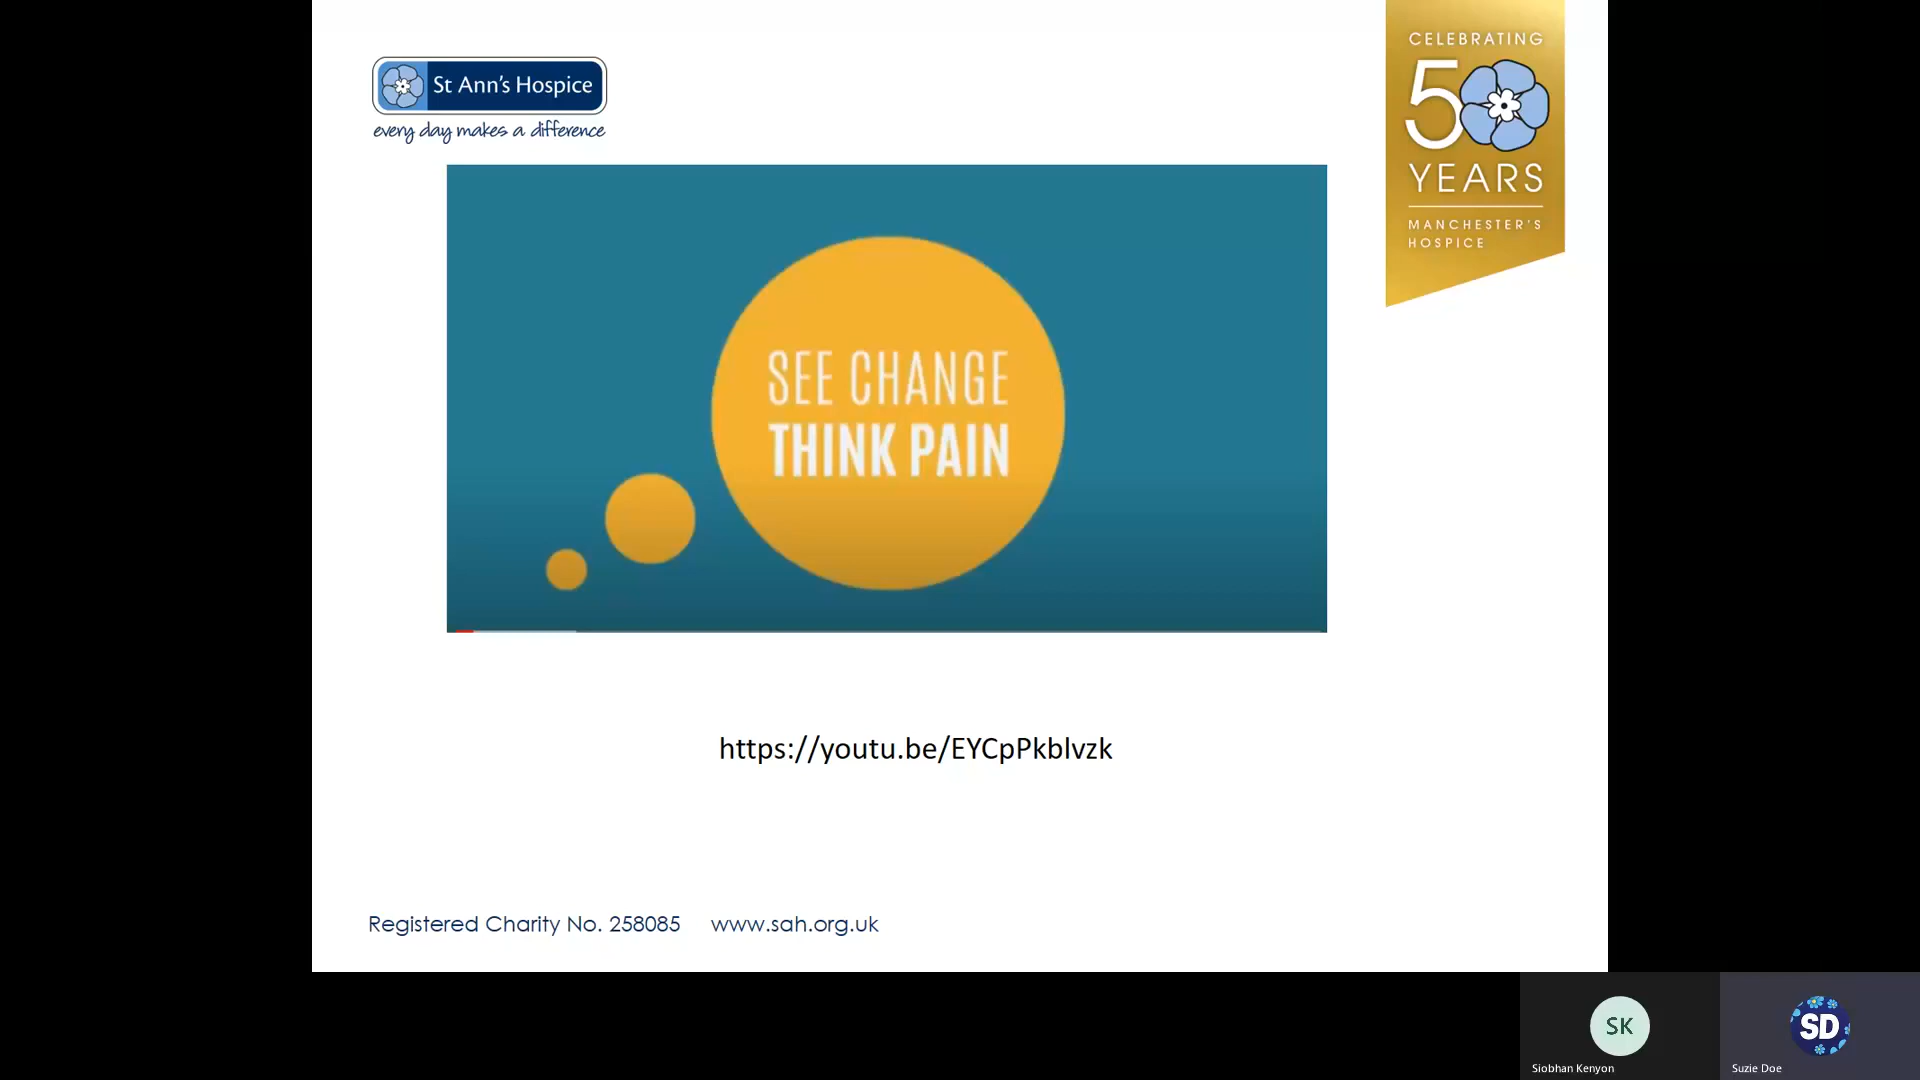 St Ann's Hospice
every day makes a difference
CELEBRATING
50
YEARS
MANCHESTER'S
HOSPICE
SEE CHANGE
THINK PAIN
https://youtu.be/EYCpPkblvzk
Registered Charity No. 258085 www.sah.org.uk
SK
Siobhan Kenyon
SD
Suzie Doe